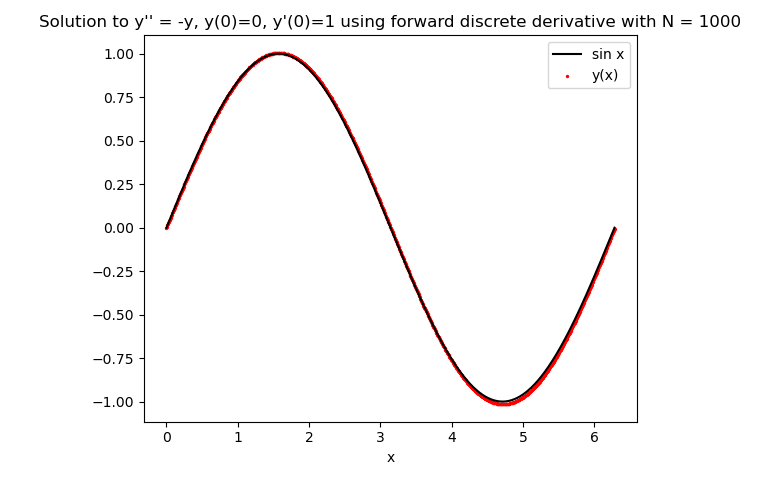 Solution to y'' = -y, y(0)=0, y'(0)=1 using forward discrete derivative with N = 1000
sin x
y(x)
1.00
0.75
0.50
0.25
0.00
−0.25
−0.50
−0.75
−1.00
0 1 2 3 4 5 6
x